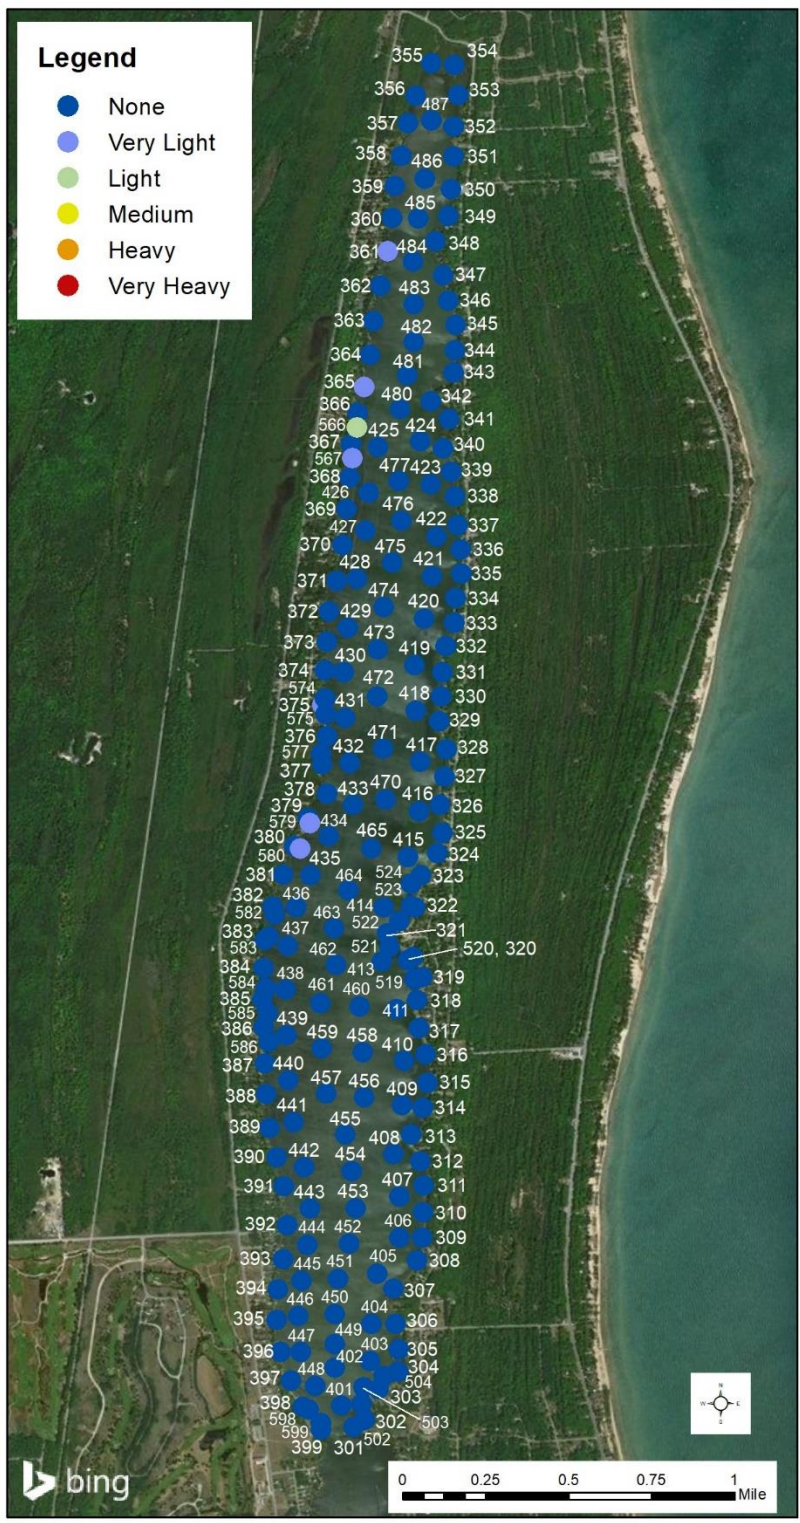 Legend
None
Very Light
Light
Medium
Heavy
Very Heavy
355 354
356 353
487
357 352
358 351
486
359 350
485
360 349
361 484 348
347
362 483 346
363 482 345
364 344
481 343
365
480 342
366 341
566 425 424
367 340
567
477 423 339
368
426 338
476
369 422 337
427
370 336
475 421
428 335
371
474 334
372 429 420
333
473
373 419 332
430
374 331
472
574 418 330
375 431
575 329
376 471
577 432 417 328
377 327
470
378 433 416
379 326
579 434 325
380 465 415
580 435 324
381 464 524 323
523
382 436 414 322
582 463 522
321
383 437 521
583 462 520, 320
384 413 519 319
584 438 461 460
385 318
585 411
386 439 317
586 459 458 410
387 316
440 315
388 457 456 409
441 314
389 455 313
408
390 442 454 312
391 407 311
443 453 310
392 444 452 406 309
393 405 308
445 451
394 307
446 450
395 404 306
449
447 403 305
396 402 304
448
397 504
401 303
398
598 302 503
599 502
399 301
N
W E
S
bing
0 0.25 0.5 0.75 1
Mile